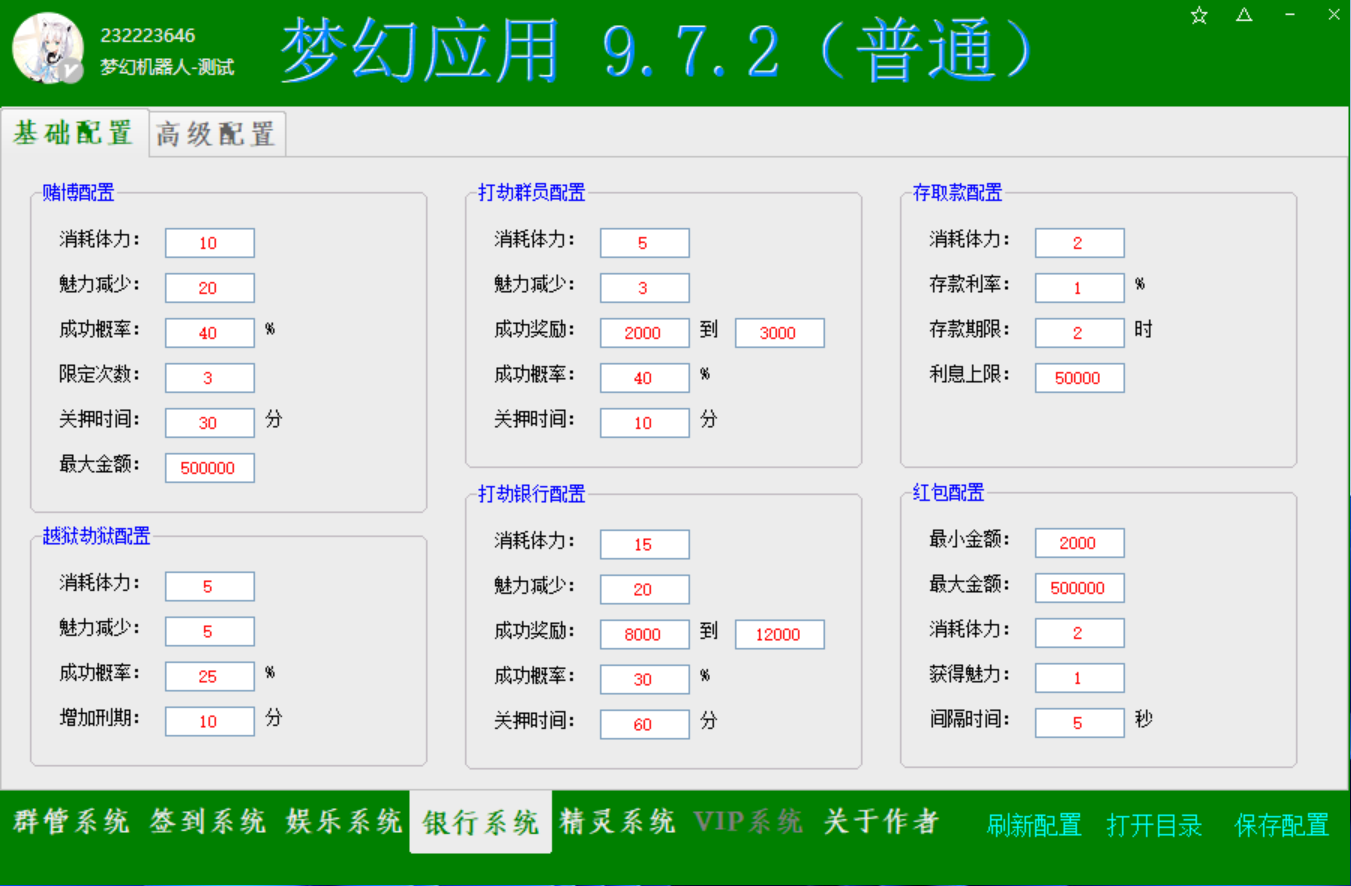 232223646
梦幻机器人-测试
梦幻应用 9.7.2（普通）
基础配置 高级配置
赌博配置
消耗体力： 10
魅力减少： 20
成功概率： 40 %
限定次数： 3
关押时间： 30 分
最大金额： 500000
越狱劫狱配置
消耗体力： 5
魅力减少： 5
成功概率： 25 %
增加刑期： 10 分
打劫群员配置
消耗体力： 5
魅力减少： 3
成功奖励： 2000 到 3000
成功概率： 40 %
关押时间： 10 分
打劫银行配置
消耗体力： 15
魅力减少： 20
成功奖励： 8000 到 12000
成功概率： 30 %
关押时间： 60 分
存取款配置
消耗体力： 2
存款利率： 1 %
存款期限： 2 时
利息上限： 50000
红包配置
最小金额： 2000
最大金额： 500000
消耗体力： 2
获得魅力： 1
间隔时间： 5 秒
群管系统 签到系统 娱乐系统 银行系统 精灵系统 VIP系统 关于作者 刷新配置 打开目录 保存配置